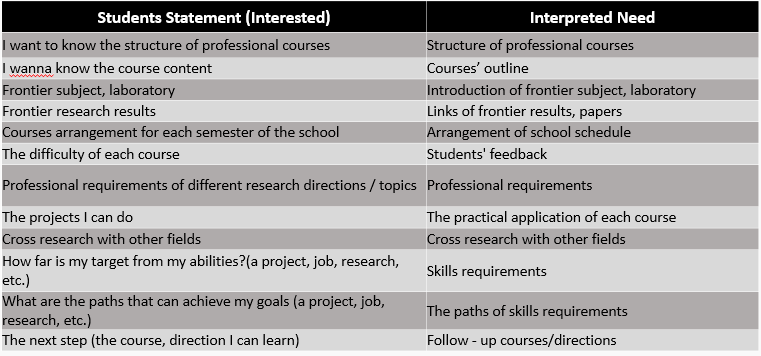 Students Statement (Interested) Interpreted Need
I want to know the structure of professional courses Structure of professional courses
I wanna know the course content Courses’ outline
Frontier subject, laboratory Introduction of frontier subject, laboratory
Frontier research results Links of frontier results, papers
Courses arrangement for each semester of the school Arrangement of school schedule
The difficulty of each course Students' feedback
Professional requirements of different research directions / topics Professional requirements
The projects I can do The practical application of each course
Cross research with other fields Cross research with other fields
How far is my target from my abilities?(a project, job, research,
etc.) Skills requirements
What are the paths that can achieve my goals (a project, job,
research, etc.) The paths of skills requirements
The next step (the course, direction I can learn) Follow - up courses/directions